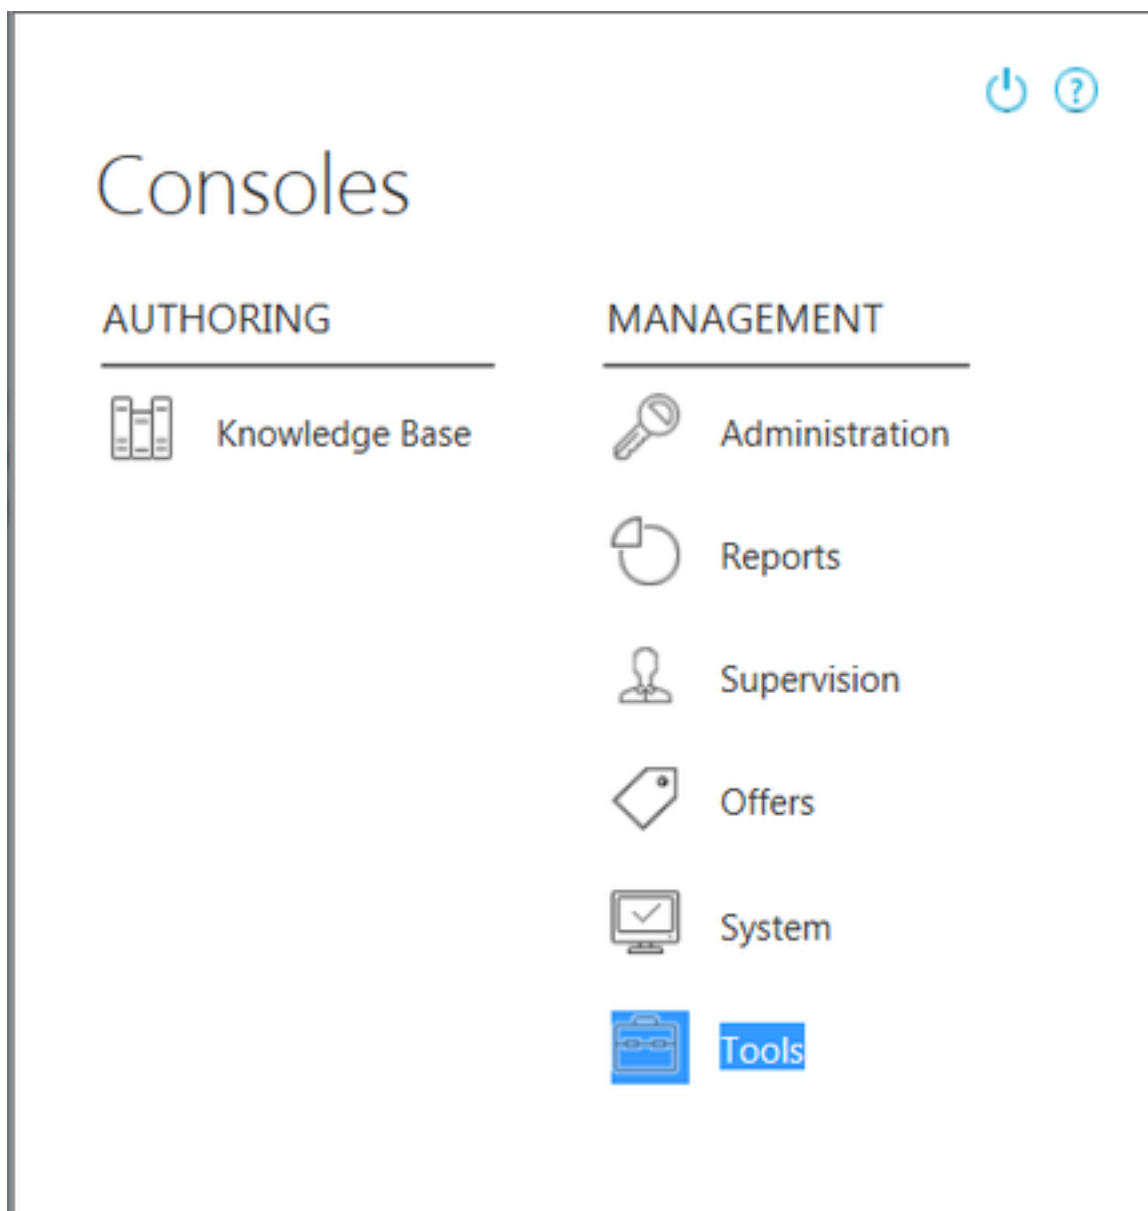 Consoles
AUTHORING
Knowledge Base
MANAGEMENT
Administration
Reports
Supervision
Offers
System
Tools